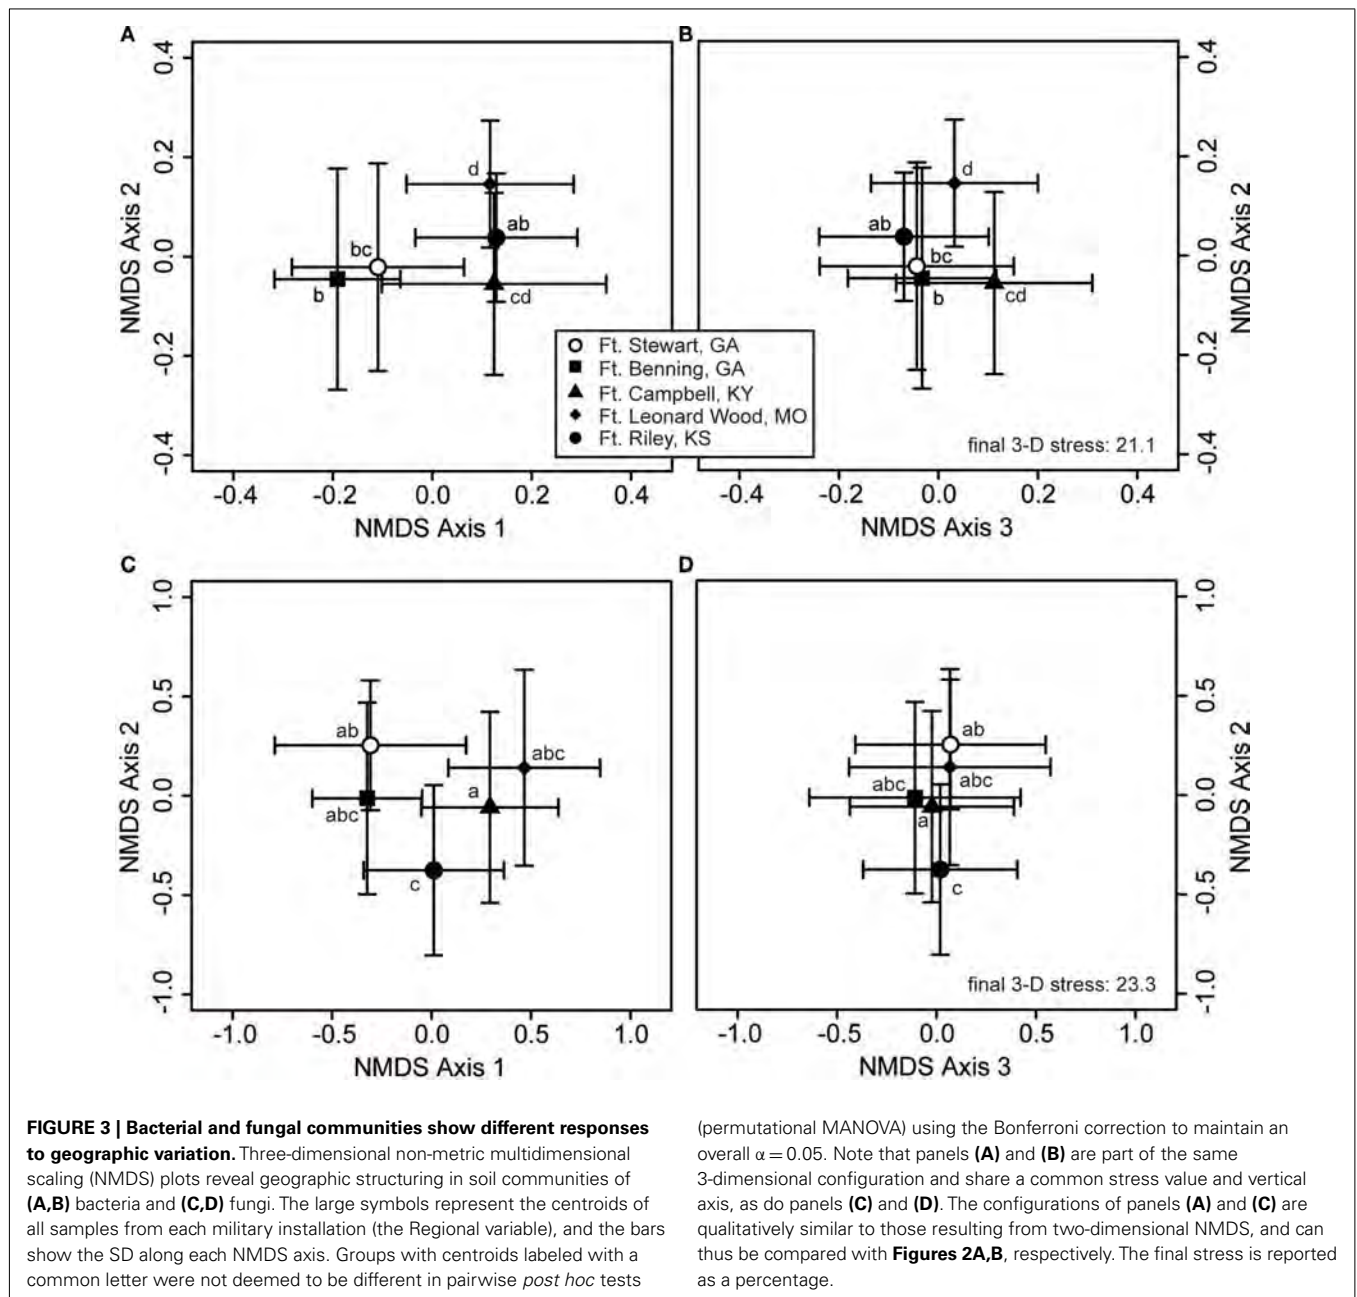 A
B
0.4
0.2
0.0
-0.2
-0.4
NMDS Axis 2
d
ab
bc
b
cd
-0.4
-0.2
0.0
0.2
0.4
NMDS Axis 1
d
ab
bc
b
cd
final 3-D stress: 21.1
-0.4
-0.2
0.0
0.2
0.4
NMDS Axis 3
0.4
0.2
0.0
-0.2
-0.4
NMDS Axis 2
Ft. Stewart, GA
Ft. Benning, GA
Ft. Campbell, KY
Ft. Leonard Wood, MO
Ft. Riley, KS
C
D
1.0
0.5
0.0
-0.5
-1.0
NMDS Axis 2
ab
abc
a
abc
c
-1.0
-0.5
0.0
0.5
1.0
NMDS Axis 1
ab
abc
abc
a
c
final 3-D stress: 23.3
-1.0
-0.5
0.0
0.5
1.0
NMDS Axis 3
1.0
0.5
0.0
-0.5
-1.0
NMDS Axis 2
FIGURE 3 | Bacterial and fungal communities show different responses
to geographic variation. Three-dimensional non-metric multidimensional
scaling (NMDS) plots reveal geographic structuring in soil communities of
(A,B) bacteria and (C,D) fungi. The large symbols represent the centroids of
all samples from each military installation (the Regional variable), and the bars
show the SD along each NMDS axis. Groups with centroids labeled with a
common letter were not deemed to be different in pairwise post hoc tests
(permutational MANOVA) using the Bonferroni correction to maintain an
overall α = 0.05. Note that panels (A) and (B) are part of the same
3-dimensional configuration and share a common stress value and vertical
axis, as do panels (C) and (D). The configurations of panels (A) and (C) are
qualitatively similar to those resulting from two-dimensional NMDS, and can
thus be compared with Figures 2A,B, respectively. The final stress is reported
as a percentage.